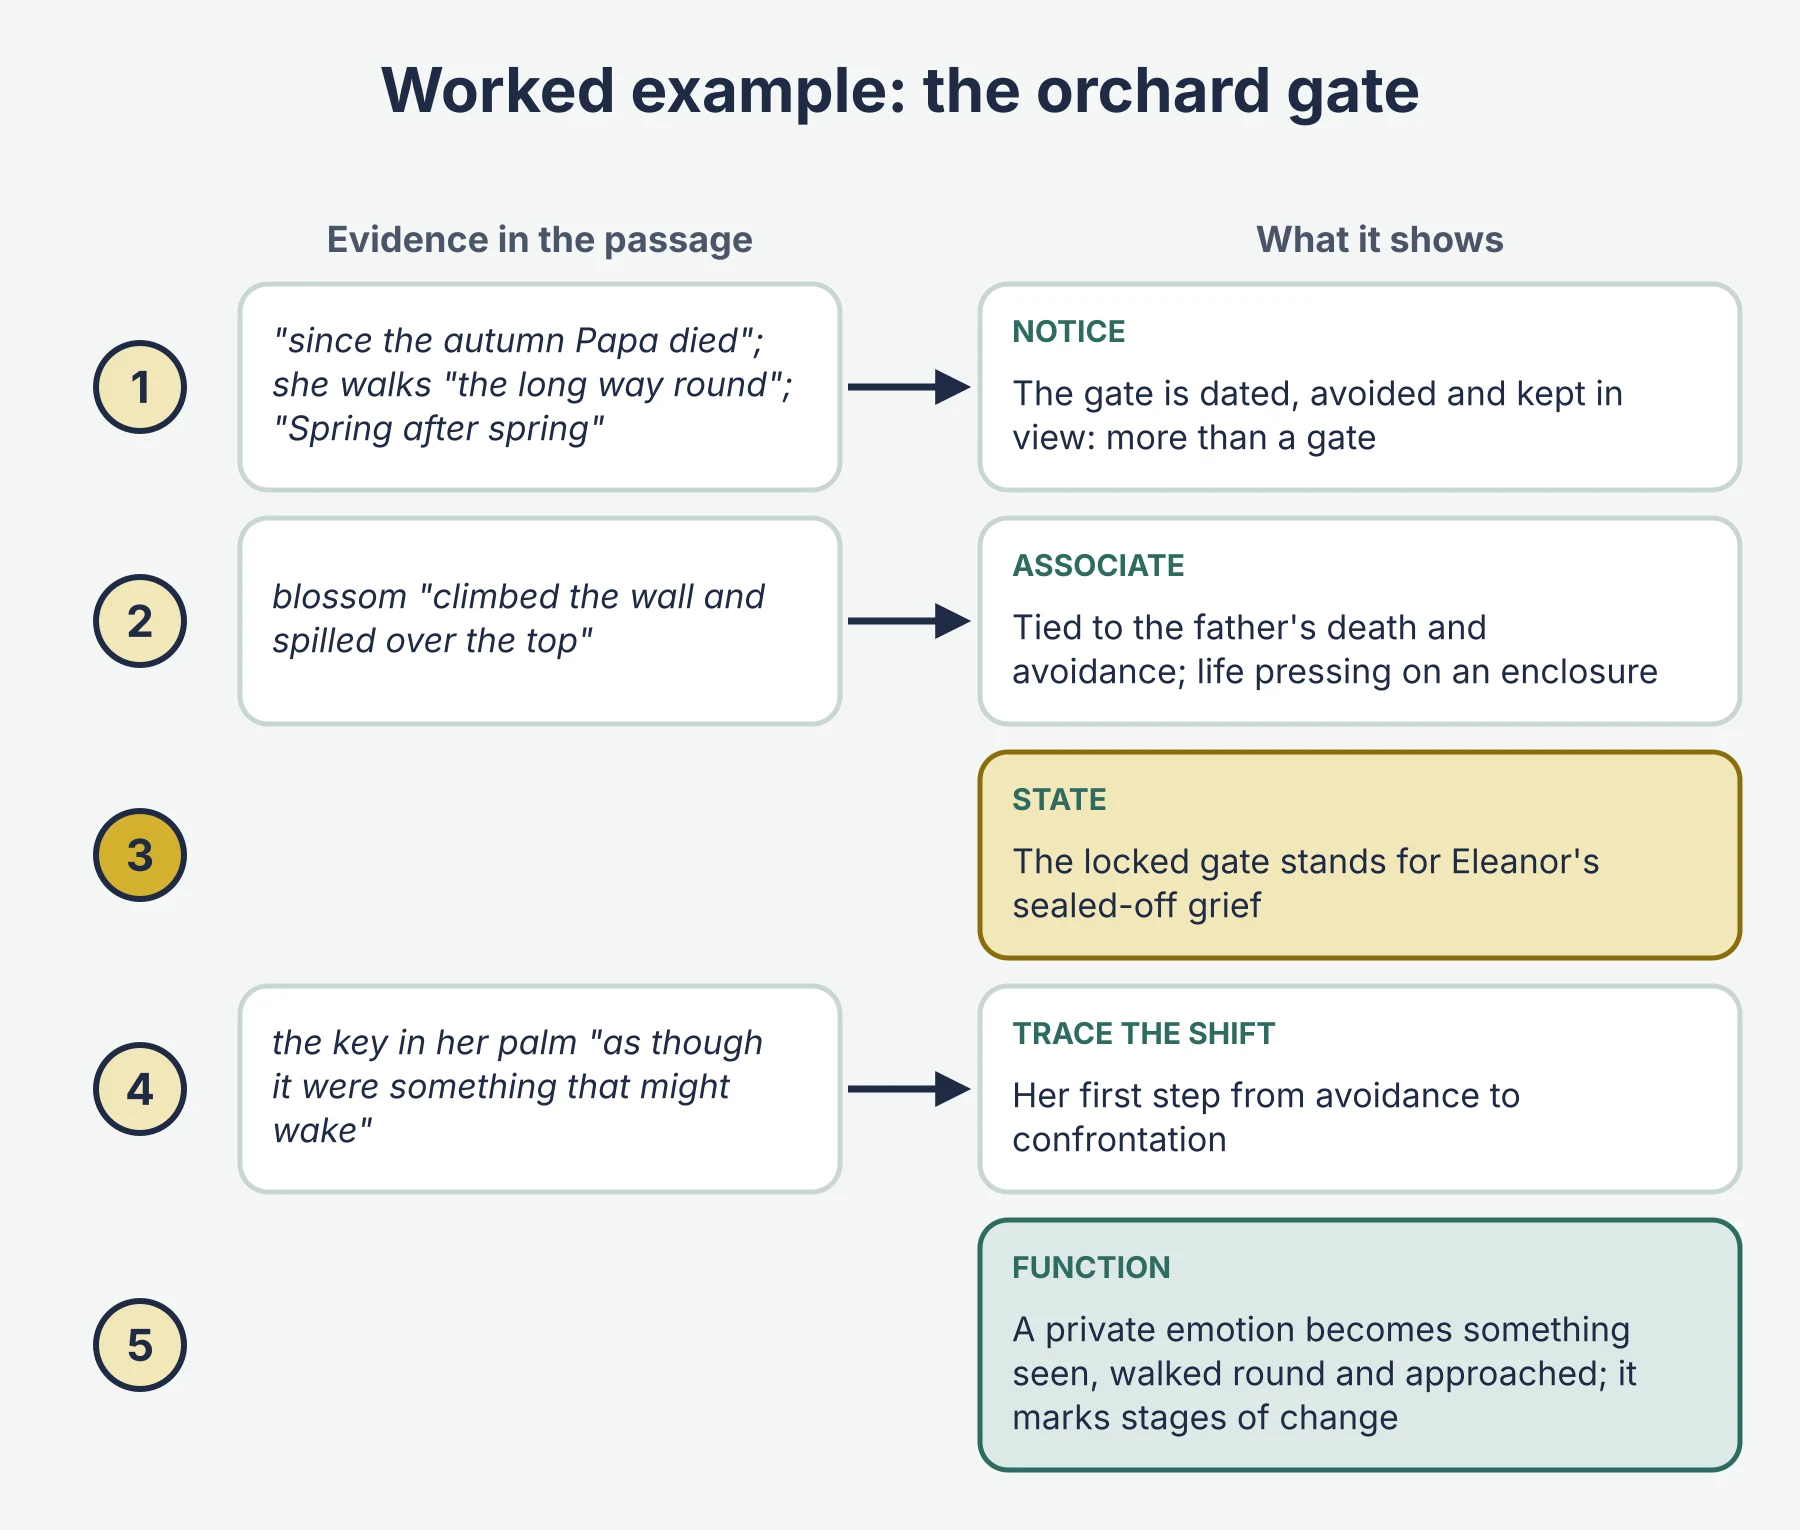 Worked example: the orchard gate
Evidence in the passage
What it shows
1
"since the autumn Papa died";
she walks "the long way round";
"Spring after spring"
NOTICE
The gate is dated, avoided and kept in
view: more than a gate
2
blossom "climbed the wall and
spilled over the top"
ASSOCIATE
Tied to the father's death and
avoidance; life pressing on an enclosure
3
STATE
The locked gate stands for Eleanor's
sealed-off grief
4
the key in her palm "as though
it were something that might
wake"
TRACE THE SHIFT
Her first step from avoidance to
confrontation
5
FUNCTION
A private emotion becomes something
seen, walked round and approached; it
marks stages of change